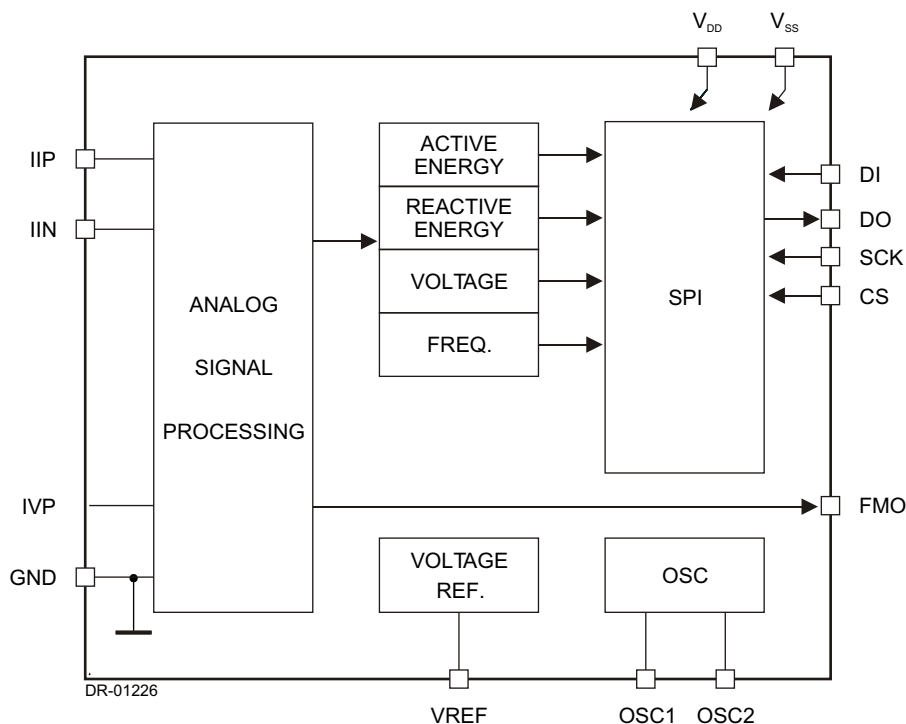 VDD
VSS
IIP
IIN
IVP
GND
ANALOG
SIGNAL
PROCESSING
ACTIVE
ENERGY
REACTIVE
ENERGY
VOLTAGE
FREQ.
SPI
DI
DO
SCK
CS
FMO
VOLTAGE
REF.
OSC
DR-01226
VREF
OSC1
OSC2